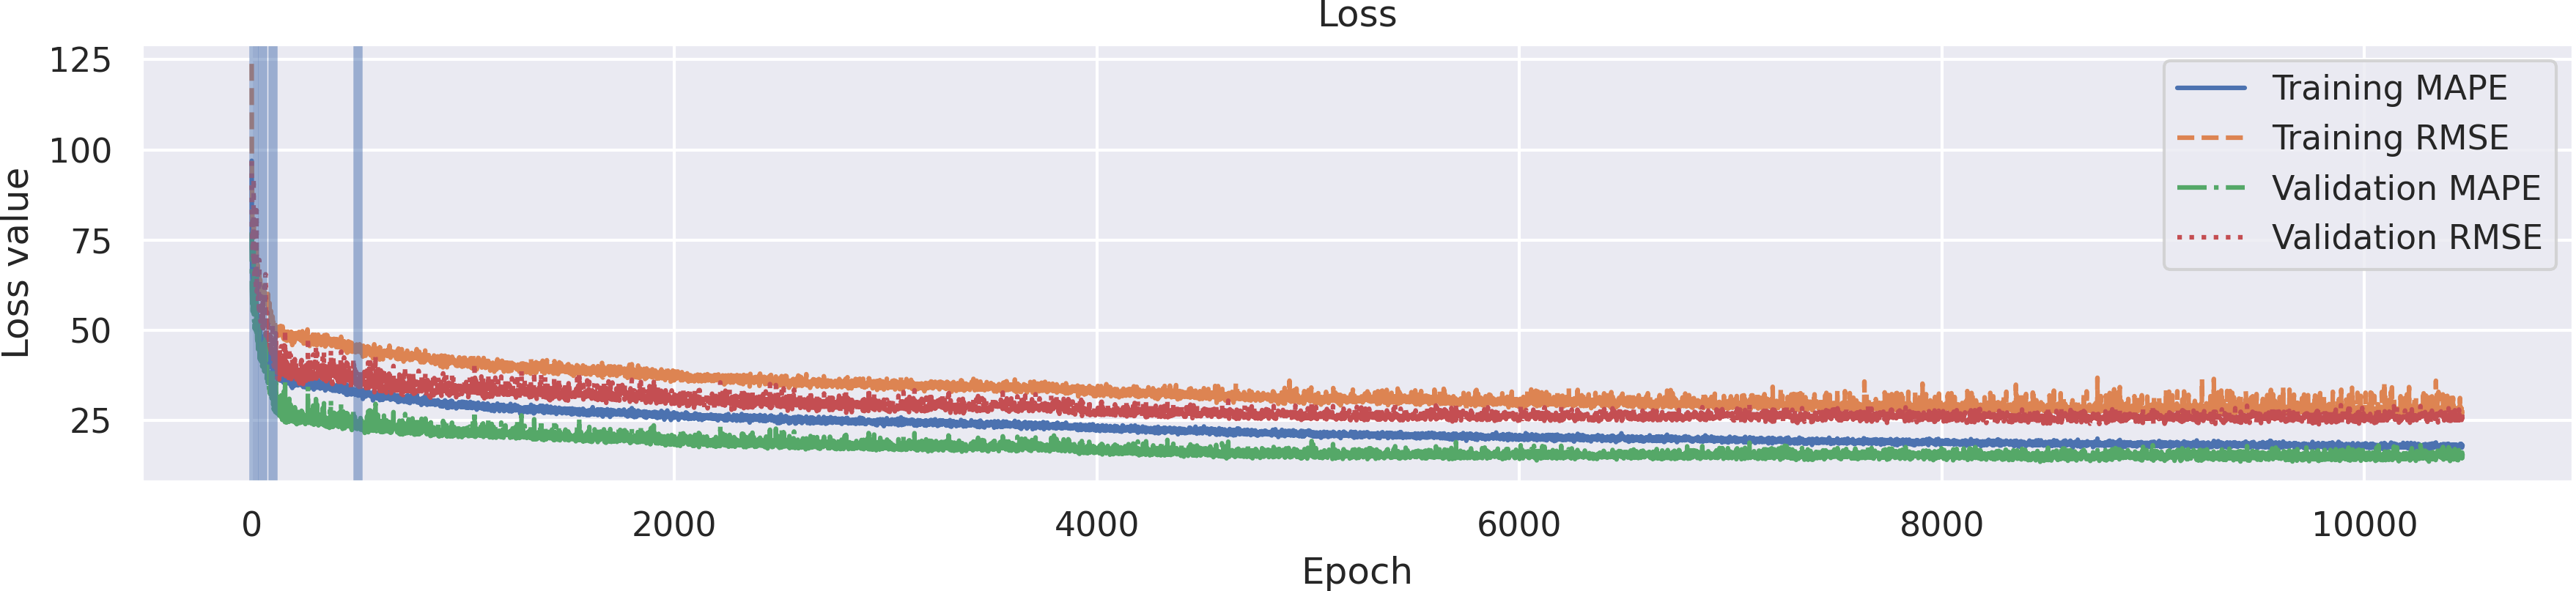 Loss
125
100
75
50
25
Loss value
Training MAPE
Training RMSE
Validation MAPE
Validation RMSE
0 2000 4000 6000 8000 10000
Epoch